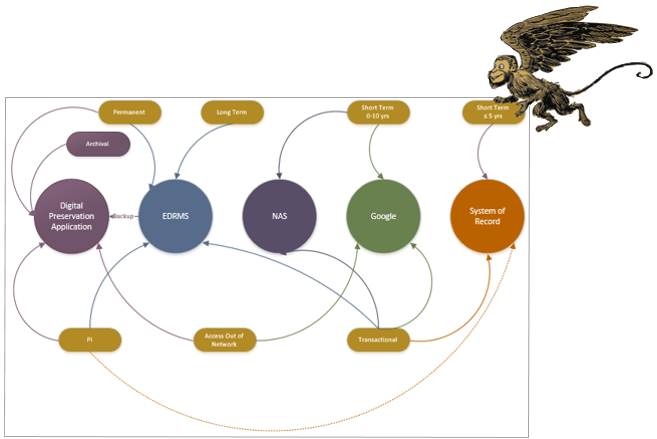 Permanent
Long Term
Short Term
0-10 yrs
Short Term
≤ 5 yrs
Archival
Digital
Preservation
Application
Backup
EDRMS
NAS
Google
System of
Record
PI
Access Out of
Network
Transactional